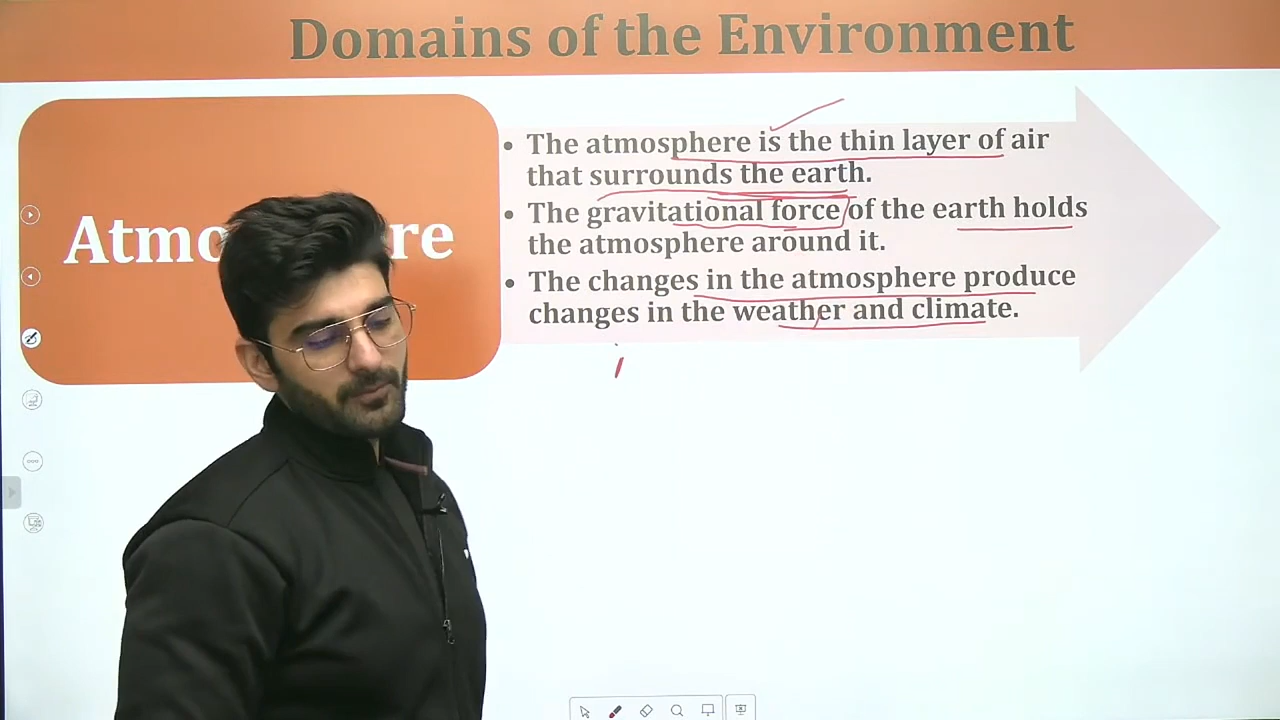 Domains of the Environment
Atmo re
• The atmosphere is the thin layer of air
that surrounds the earth.
• The gravitational force of the earth holds
the atmosphere around it.
• The changes in the atmosphere produce
changes in the weather and climate.